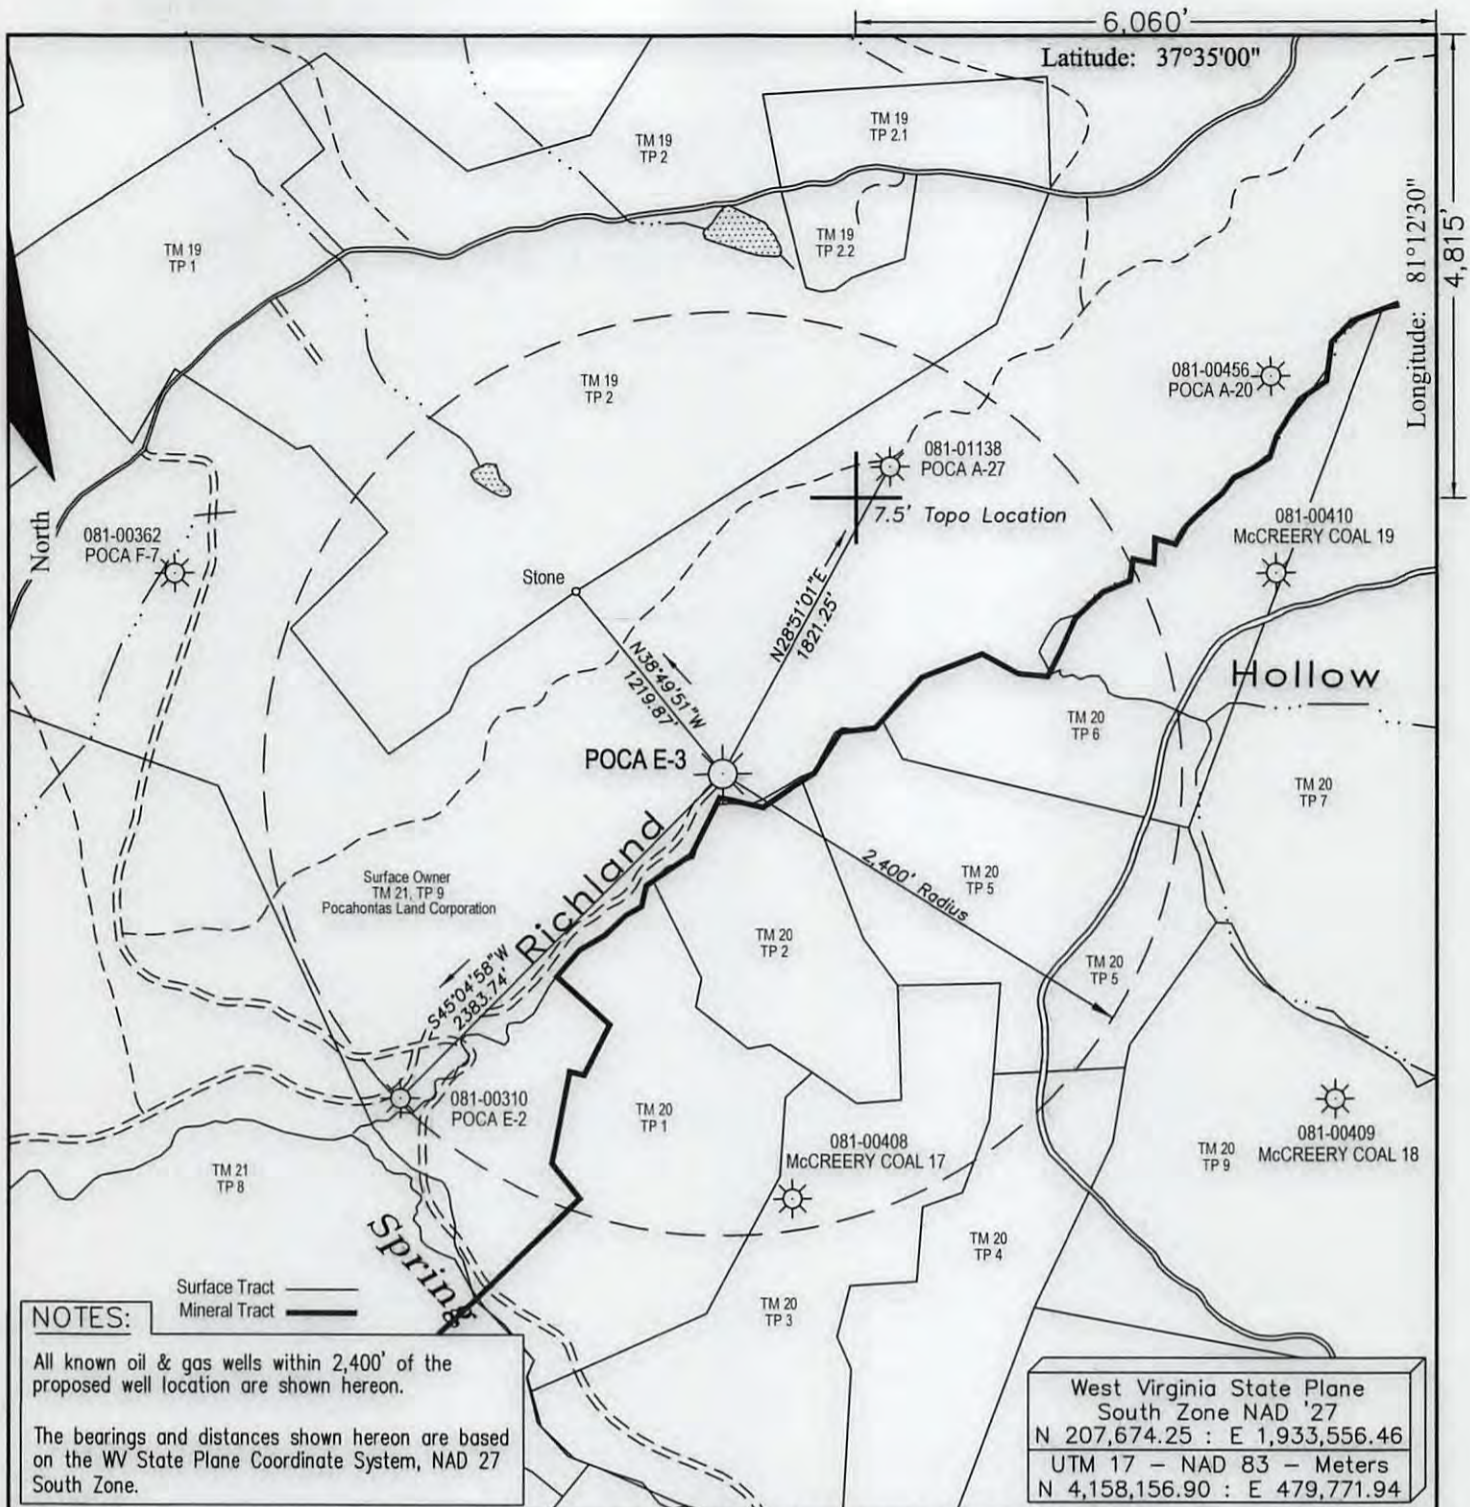 6,060'
Latitude: 37°35'00"
Longitude: 81°12'30"
4,815'
TM 19
TP 2.1
TM 19
TP 2
TM 19
TP 2.2
TM 19
TP 1
TM 19
TP 2
081-00456
POCA A-20
081-01138
POCA A-27
7.5' Topo Location
081-00410
McCREERY COAL 19
North
081-00362
POCA F-7
Stone
N28°51'01"E
1821.25'
N38°49'51"W
1219.87'
Hollow
TM 20
TP 6
POCA E-3
TM 20
TP 7
Richland
2,400' Radius
TM 20
TP 5
Surface Owner
TM 21, TP 9
Pocahontas Land Corporation
TM 20
TP 2
TM 20
TP 5
S45°04'58"W
2383.74'
081-00310
POCA E-2
TM 20
TP 1
081-00408
McCREERY COAL 17
TM 20
TP 9
081-00409
McCREERY COAL 18
TM 21
TP 8
Spring
TM 20
TP 4
TM 20
TP 3
Surface Tract
Mineral Tract
NOTES:
All known oil & gas wells within 2,400' of the
proposed well location are shown hereon.
The bearings and distances shown hereon are based
on the WV State Plane Coordinate System, NAD 27
South Zone.
West Virginia State Plane
South Zone NAD '27
N 207,674.25 : E 1,933,556.46
UTM 17 – NAD 83 – Meters
N 4,158,156.90 : E 479,771.94